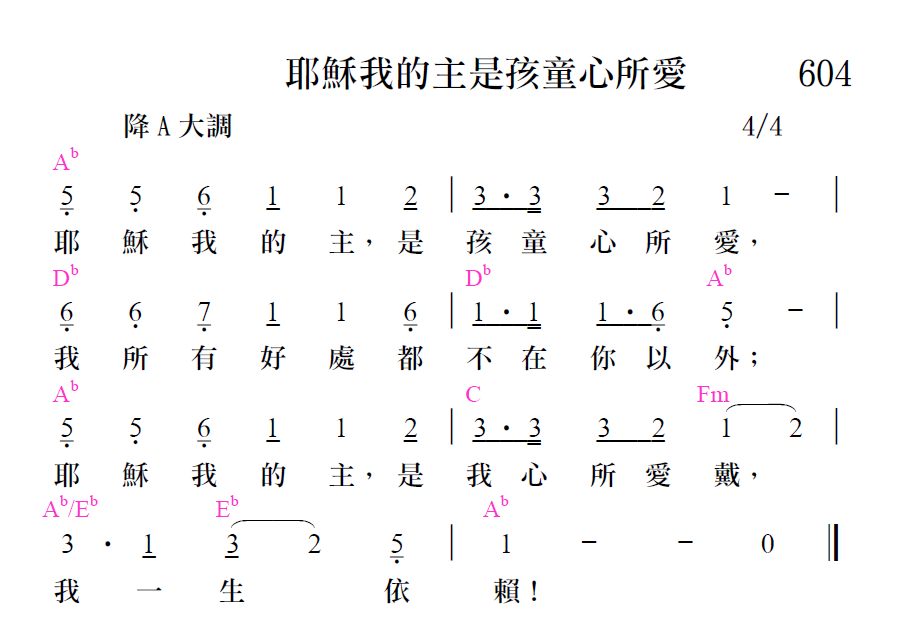 耶穌我的主是孩童心所愛 604
降 A 大調 4/4
A♭
5̣ 5̣ 6̣ 1 1 2 | 3 · 3 3 2 1 － |
耶 穌 我 的 主， 是 孩 童 心 所 愛，
D♭ D♭ A♭
6̣ 6̣ 7̣ 1 1 6̣ | 1 · 1 1 · 6̣ 5̣ － |
我 所 有 好 處 都 不 在 你 以 外；
A♭ C Fm
5̣ 5̣ 6̣ 1 1 2 | 3 · 3 3 2 1 2 |
耶 穌 我 的 主， 是 我 心 所 愛 戴，
A♭/E♭ E♭ A♭
3 · 1 3 2 5̣ | 1 － － 0 ‖
我 一 生 依 賴！